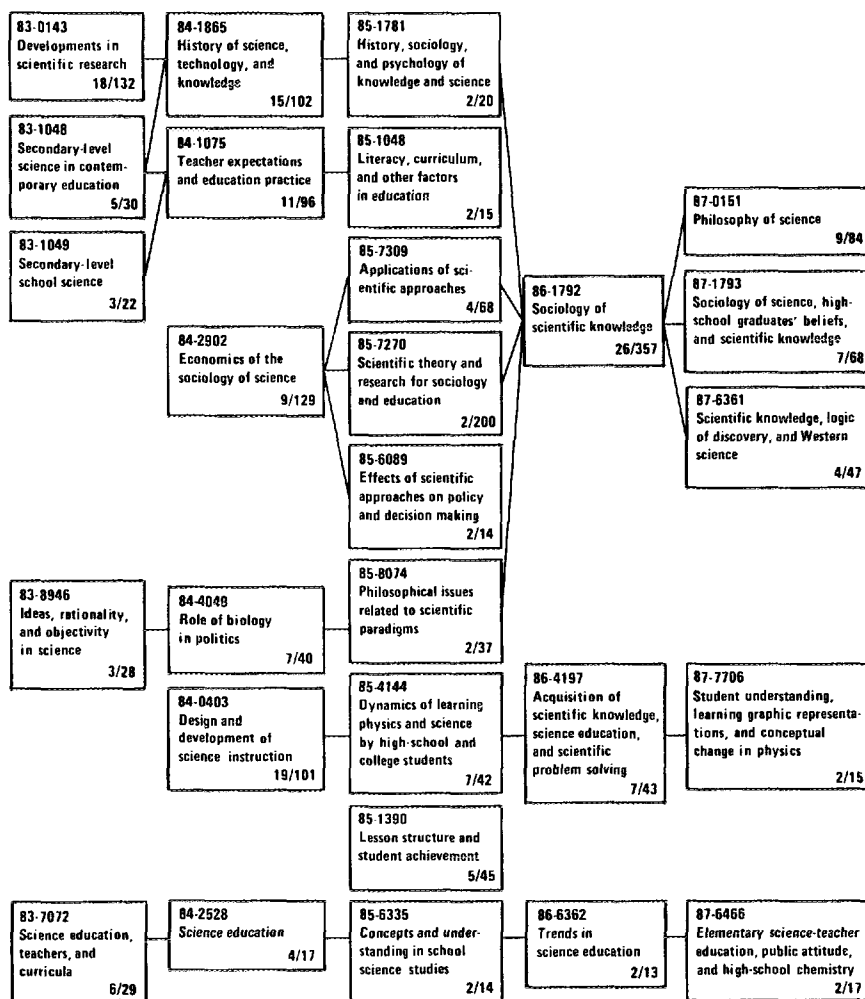 83-0143
Developments in
scientific research
18/132
83-1048
Secondary-level
science in contem-
porary education
5/30
83-1049
Secondary-level
school science
3/22
84-1865
History of science,
technology, and
knowledge
15/102
84-1075
Teacher expectations
and education practice
11/96
84-2902
Economics of the
sociology of science
9/129
85-1781
History, sociology,
and psychology of
knowledge and science
2/20
85-1048
Literacy, curriculum,
and other factors
in education
2/15
85-7309
Applications of sci-
entific approaches
4/68
85-7270
Scientific theory and
research for sociology
and education
2/200
85-6089
Effects of scientific
approaches on policy
and decision making
2/14
85-8074
Philosophical issues
related to scientific
paradigms
2/37
86-1792
Sociology of
scientific knowledge
26/357
87-0151
Philosophy of science
9/84
87-1793
Sociology of science, high-
school graduates' beliefs,
and scientific knowledge
7/68
87-6361
Scientific knowledge, logic
of discovery, and Western
science
4/47
83-8946
Ideas, rationality,
and objectivity
in science
3/28
84-4049
Role of biology
in politics
7/40
84-0403
Design and
development of
science instruction
19/101
85-4144
Dynamics of learning
physics and science
by high-school and
college students
7/42
86-4197
Acquisition of
scientific knowledge,
science education,
and scientific
problem solving
7/43
87-7706
Student understanding,
learning graphic representa-
tions, and conceptual
change in physics
2/15
85-1390
Lesson structure and
student achievement
5/45
83-7072
Science education,
teachers, and
curricula
6/29
84-2528
Science education
4/17
85-6335
Concepts and under-
standing in school
science studies
2/14
86-6362
Trends in
science education
2/13
87-6466
Elementary science-teacher
education, public attitude,
and high-school chemistry
2/17